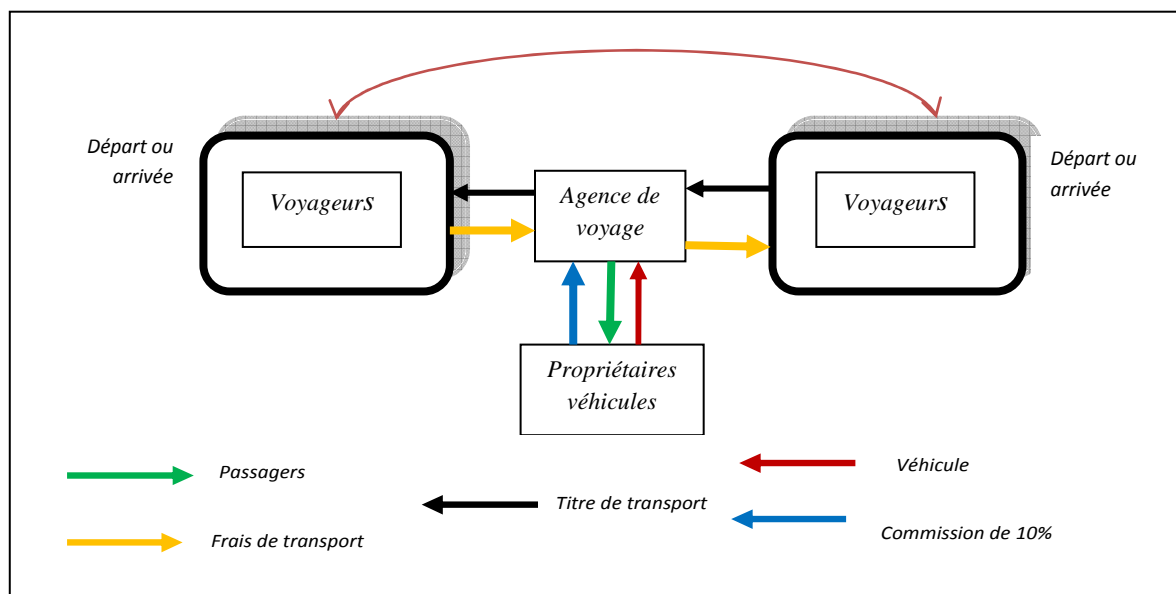 Départ ou
arrivée
Voyageurs
Agence de
voyage
Voyageurs
Départ ou
arrivée
Propriétaires
véhicules
Passagers
Véhicule
Titre de transport
Commission de 10%
Frais de transport